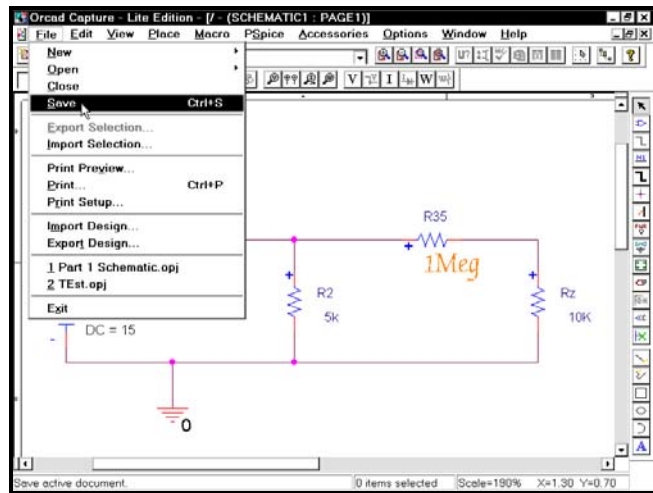 Orcad Capture - Lite Edition - [/ - (SCHEMATIC1 : PAGE1)]
File Edit View Place Macro PSpice Accessories Options Window Help
New
Open
Close
Save Ctrl+S
Export Selection...
Import Selection...
Print Preview...
Print... Ctrl+P
Print Setup...
Import Design...
Export Design...
1 Part 1 Schematic.opj
2 TEst.opj
Exit
V I W
R35
1Meg
R2
5k
Rz
10K
DC = 15
0
Save active document. 0 items selected Scale=190% X=1.30 Y=0.70